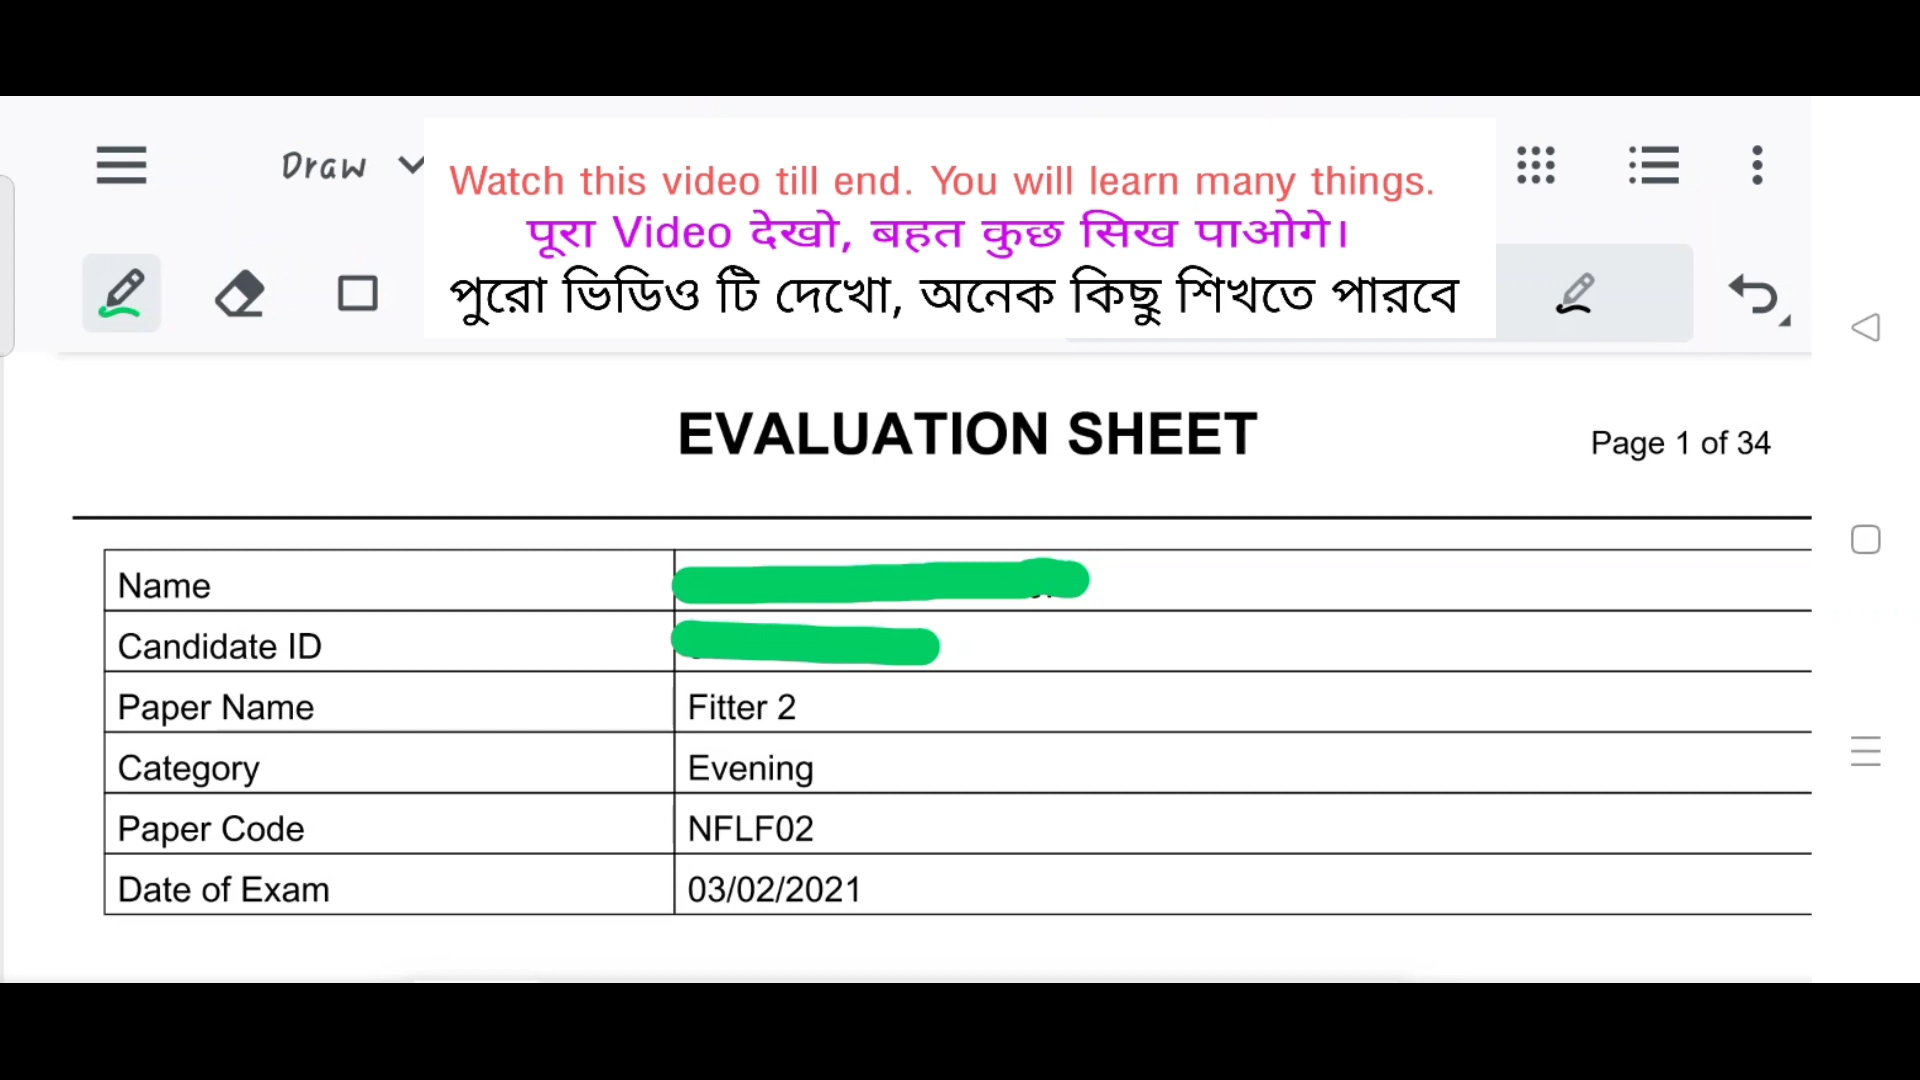 Draw
Watch this video till end. You will learn many things.
पूरा Video देखो, बहत कुछ सिख पाओगे।
পুরো ভিডিও টি দেখো, অনেক কিছু শিখতে পারবে
EVALUATION SHEET
Page 1 of 34
Name
Candidate ID
Paper Name Fitter 2
Category Evening
Paper Code NFLF02
Date of Exam 03/02/2021